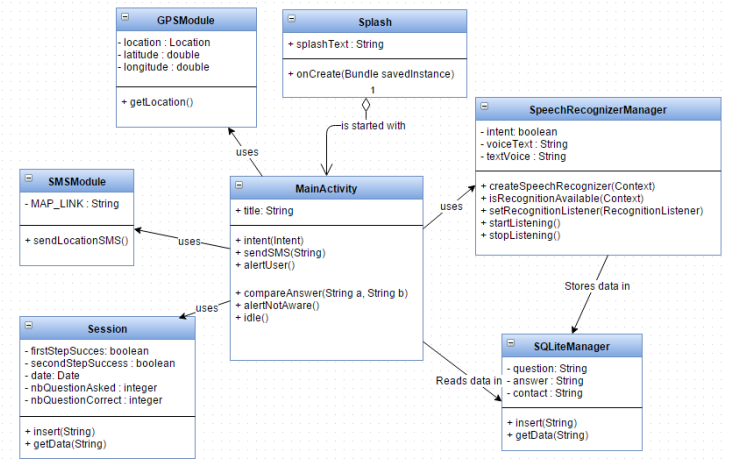 GPSModule
- location : Location
- latitude : double
- longitude : double
+ getLocation()
Splash
+ splashText : String
+ onCreate(Bundle savedInstance)
1
is started with
SpeechRecognizerManager
- intent: boolean
- voiceText : String
- textVoice : String
+ createSpeechRecognizer(Context)
+ isRecognitionAvailable(Context)
+ setRecognitionListener(RecognitionListener)
+ startListening()
+ stopListening()
uses
SMSModule
- MAP_LINK : String
+ sendLocationSMS()
uses
MainActivity
+ title: String
+ intent(Intent)
+ sendSMS(String)
+ alertUser()
+ compareAnswer(String a, String b)
+ alertNotAware()
+ idle()
uses
uses
Stores data in
Session
- firstStepSucces: boolean
- secondStepSuccess : boolean
- date: Date
- nbQuestionAsked : integer
- nbQuestionCorrect : integer
+ insert(String)
+ getData(String)
Reads data in
SQLiteManager
- question: String
- answer : String
- contact : String
+ insert(String)
+ getData(String)